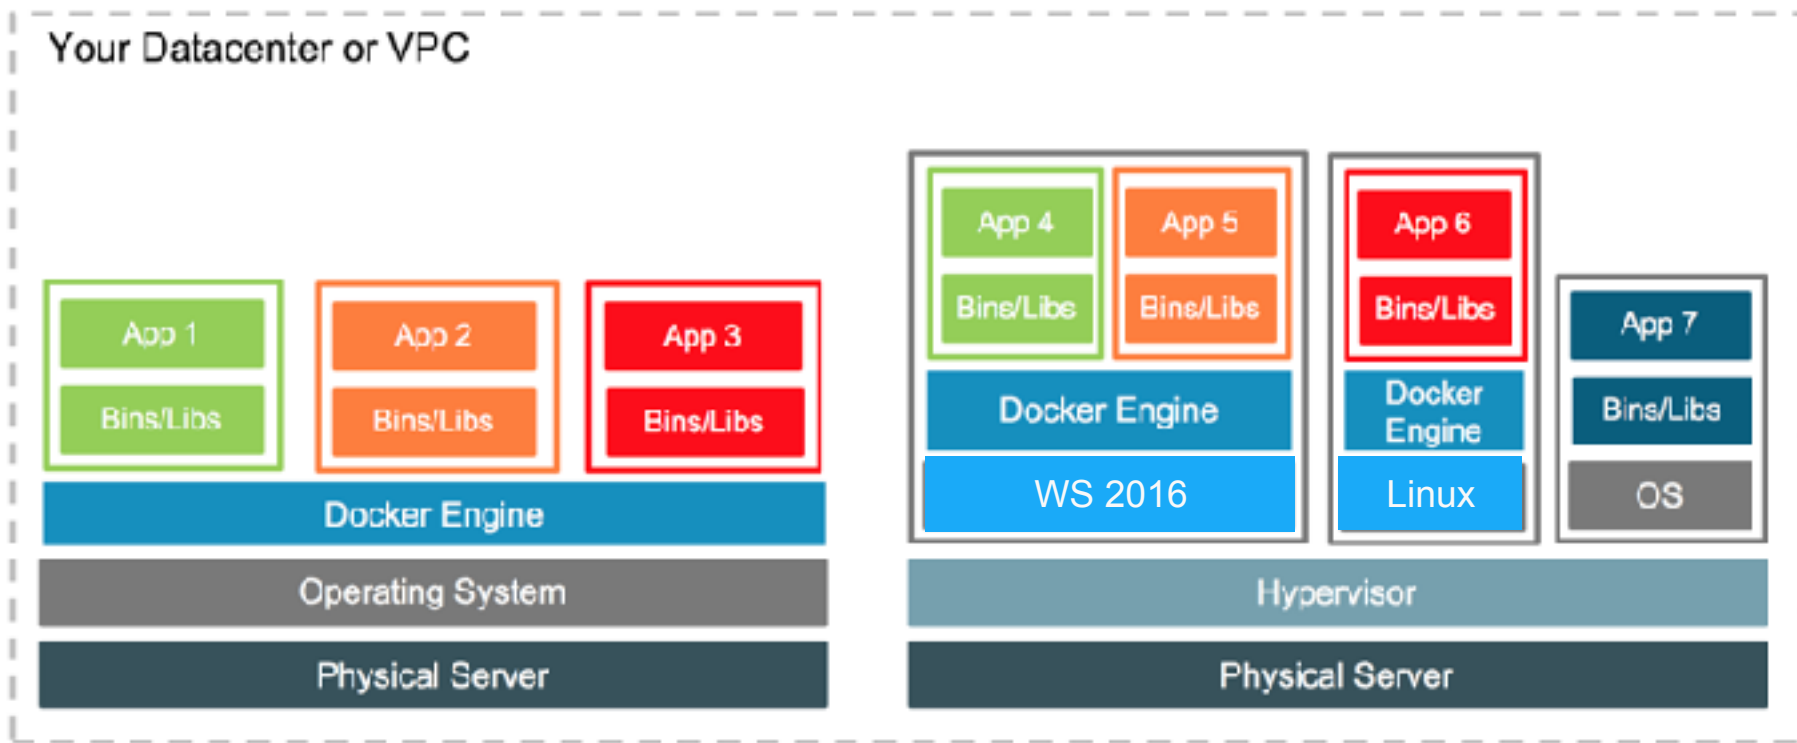 Your Datacenter or VPC
App 1
Bins/Libs
App 2
Bins/Libs
App 3
Bins/Libs
Docker Engine
Operating System
Physical Server
App 4
Bins/Libs
App 5
Bins/Libs
Docker Engine
WS 2016
App 6
Bins/Libs
Docker
Engine
Linux
App 7
Bins/Libs
OS
Hypervisor
Physical Server